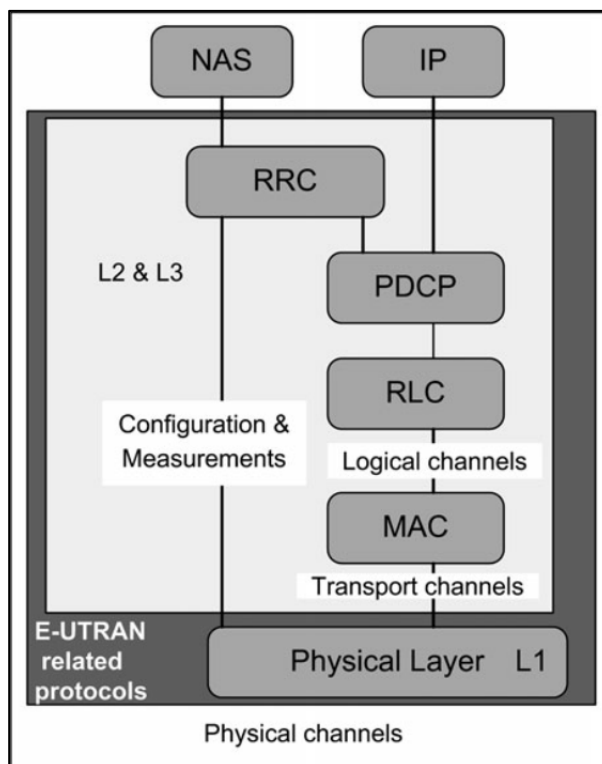 NAS
IP
RRC
L2 & L3
PDCP
RLC
Configuration &
Measurements
Logical channels
MAC
Transport channels
E-UTRAN
related
protocols
Physical Layer L1
Physical channels